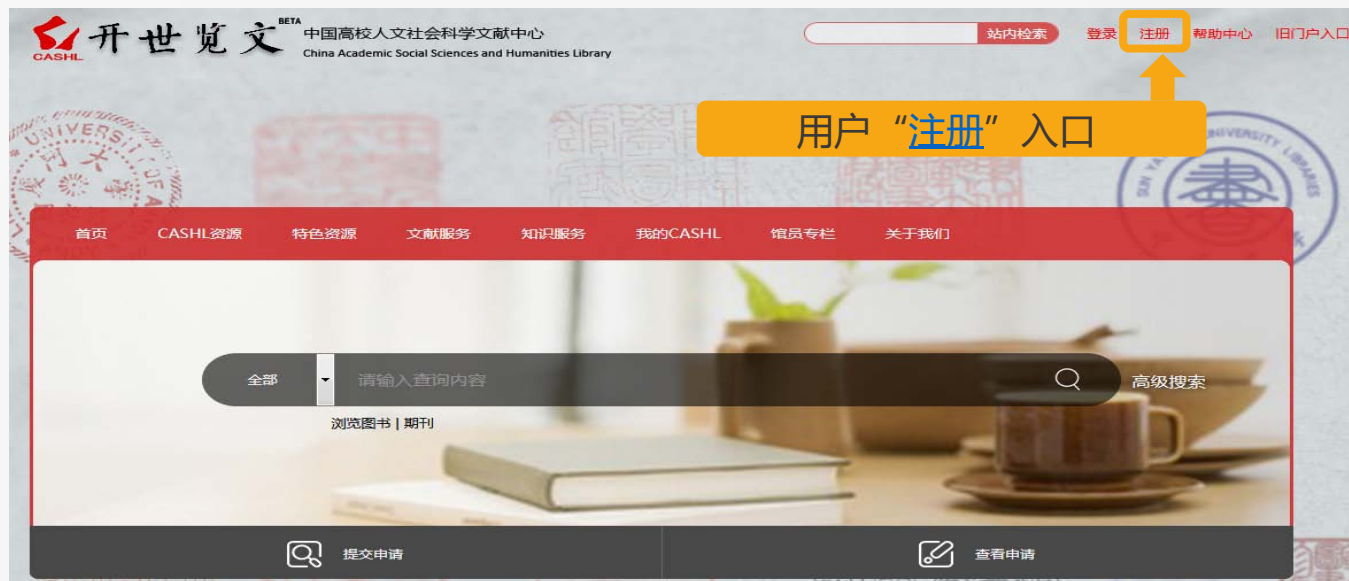 开世览文 BETA
CASHL
中国高校人文社会科学文献中心
China Academic Social Sciences and Humanities Library
站内检索 登录 注册 帮助中心 旧门户入口
用户“注册”入口
首页 CASHL资源 特色资源 文献服务 知识服务 我的CASHL 馆员专栏 关于我们
全部 请输入查询内容 高级搜索
浏览图书 | 期刊
提交申请 查看申请